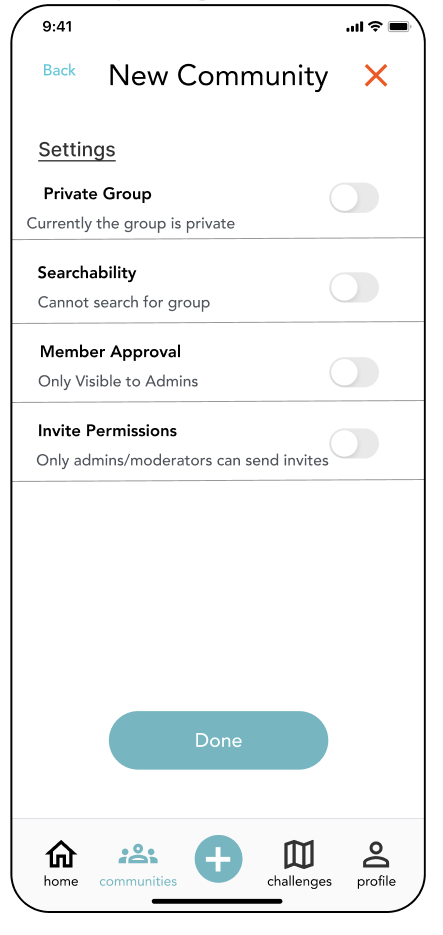 9:41
Back
New Community
Settings
Private Group
Currently the group is private
Searchability
Cannot search for group
Member Approval
Only Visible to Admins
Invite Permissions
Only admins/moderators can send invites
Done
home
communities
challenges
profile